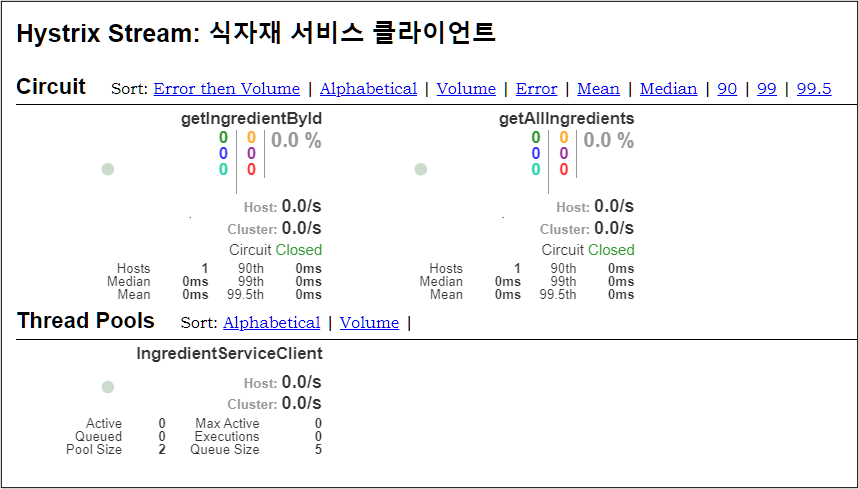 Hystrix Stream: 식자재 서비스 클라이언트
Circuit Sort: Error then Volume | Alphabetical | Volume | Error | Mean | Median | 90 | 99 | 99.5
getIngredientById getAllIngredients
0 0 0.0 % 0 0 0.0 %
0 0 0 0
0 0 0 0
Host: 0.0/s Host: 0.0/s
Cluster: 0.0/s Cluster: 0.0/s
Circuit Closed Circuit Closed
Hosts 1 90th 0ms Hosts 1 90th 0ms
Median 0ms 99th 0ms Median 0ms 99th 0ms
Mean 0ms 99.5th 0ms Mean 0ms 99.5th 0ms
Thread Pools Sort: Alphabetical | Volume |
IngredientServiceClient
Host: 0.0/s
Cluster: 0.0/s
Active 0 Max Active 0
Queued 0 Executions 0
Pool Size 2 Queue Size 5